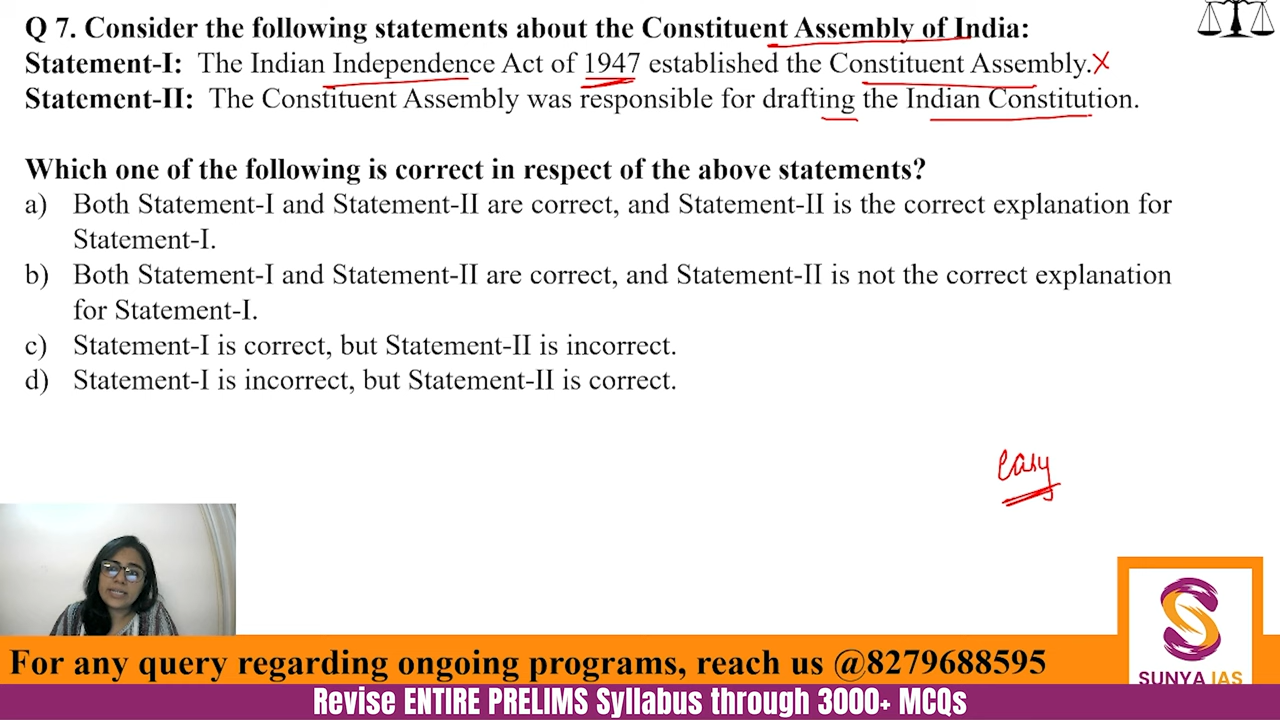 Q 7. Consider the following statements about the Constituent Assembly of India:
Statement-I: The Indian Independence Act of 1947 established the Constituent Assembly.X
Statement-II: The Constituent Assembly was responsible for drafting the Indian Constitution.
Which one of the following is correct in respect of the above statements?
a) Both Statement-I and Statement-II are correct, and Statement-II is the correct explanation for
Statement-I.
b) Both Statement-I and Statement-II are correct, and Statement-II is not the correct explanation
for Statement-I.
c) Statement-I is correct, but Statement-II is incorrect.
d) Statement-I is incorrect, but Statement-II is correct.
easy
SUNYA IAS
For any query regarding ongoing programs, reach us @8279688595
Revise ENTIRE PRELIMS Syllabus through 3000+ MCQs